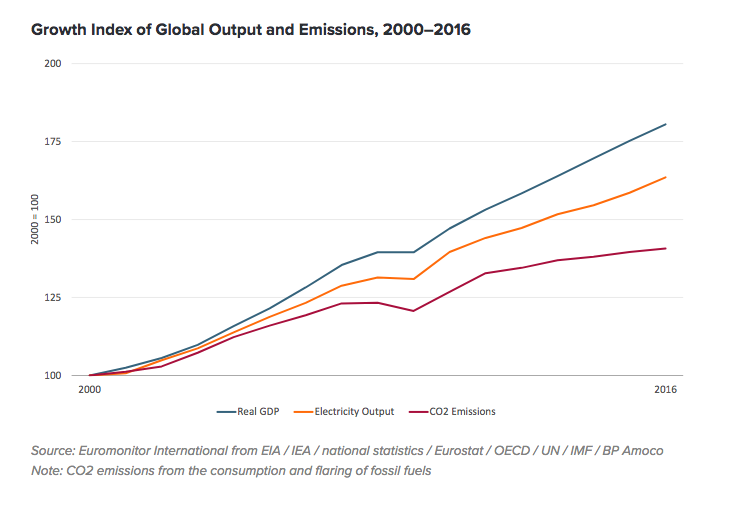 Growth Index of Global Output and Emissions, 2000–2016
200
175
150
125
100
2000 = 100
2000
2016
Real GDP
Electricity Output
CO2 Emissions
Source: Euromonitor International from EIA / IEA / national statistics / Eurostat / OECD / UN / IMF / BP Amoco
Note: CO2 emissions from the consumption and flaring of fossil fuels